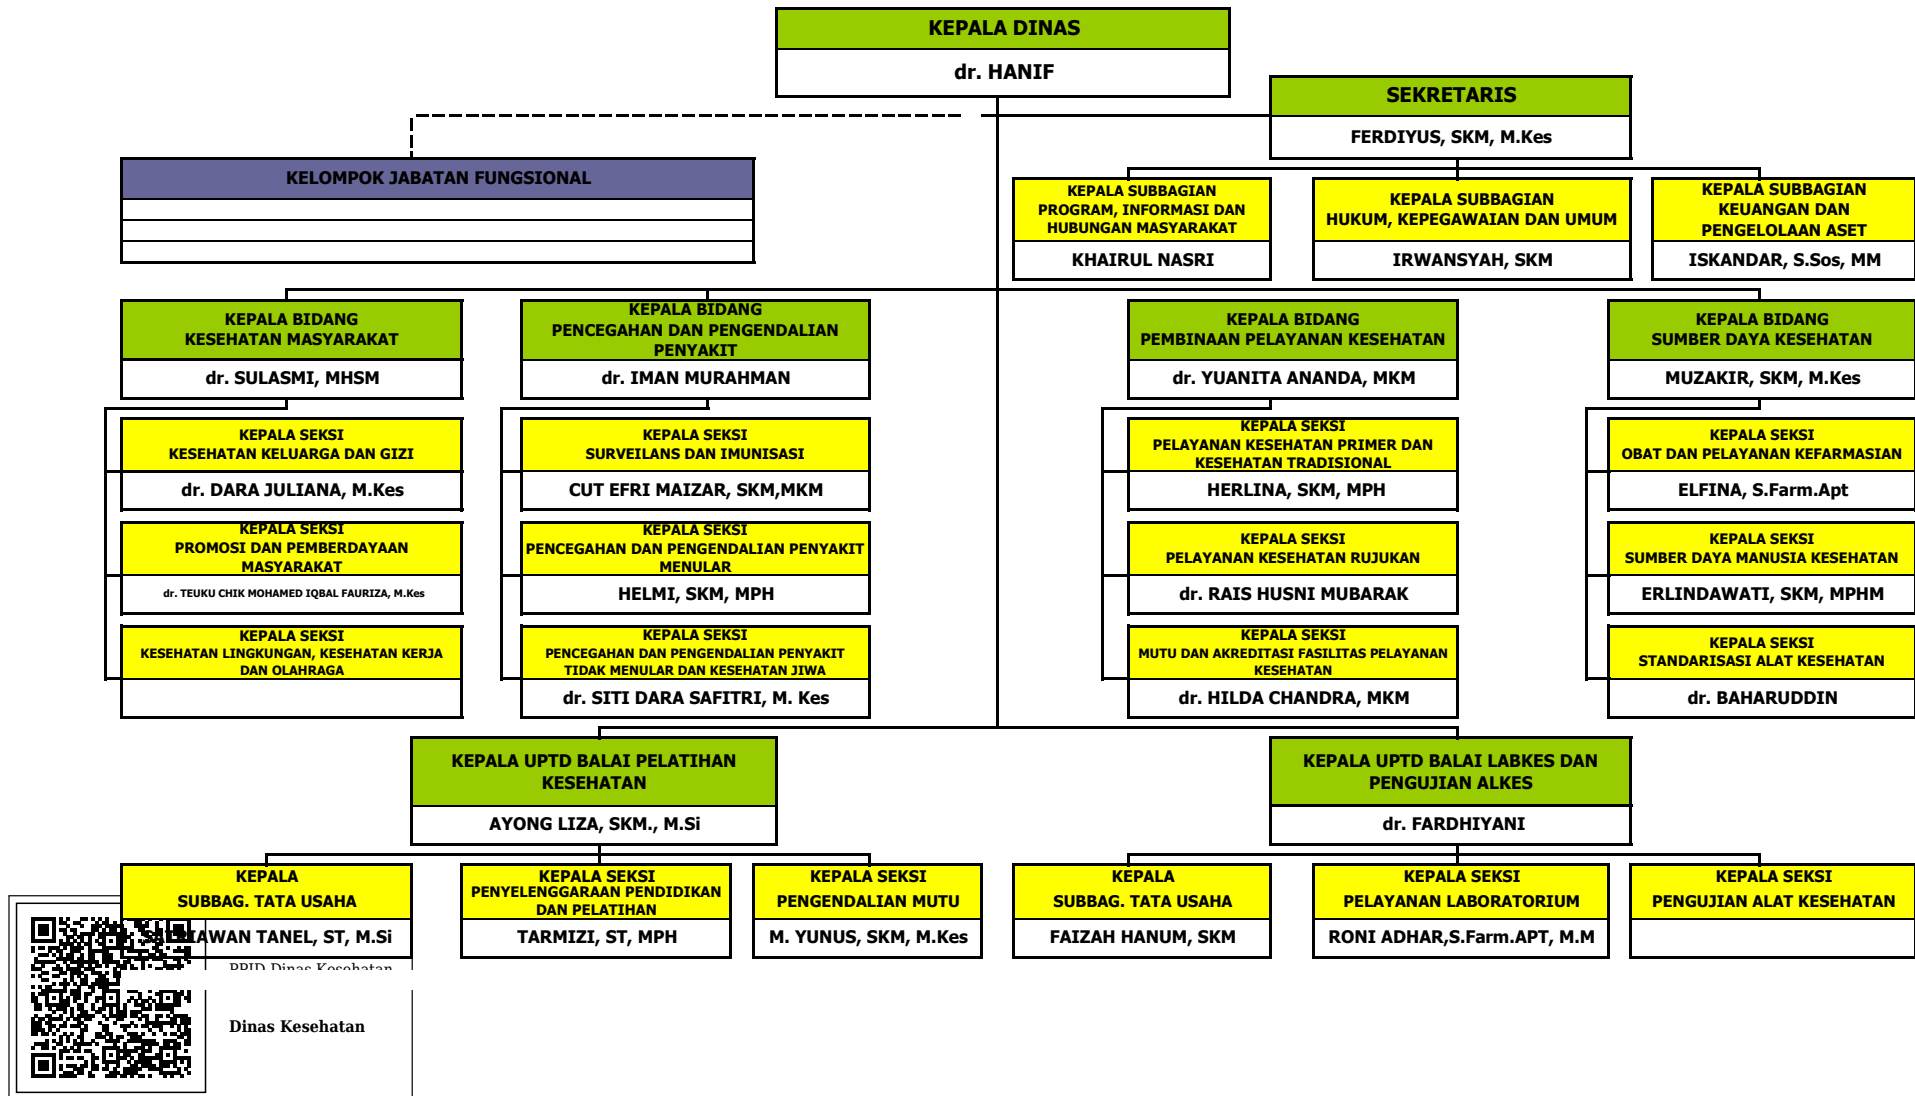 KEPALA DINAS
dr. HANIF
SEKRETARIS
FERDIYUS, SKM, M.Kes
KELOMPOK JABATAN FUNGSIONAL
KEPALA SUBBAGIAN
PROGRAM, INFORMASI DAN
HUBUNGAN MASYARAKAT
KHAIRUL NASRI
KEPALA SUBBAGIAN
HUKUM, KEPEGAWAIAN DAN UMUM
IRWANSYAH, SKM
KEPALA SUBBAGIAN
KEUANGAN DAN
PENGELOLAAN ASET
ISKANDAR, S.Sos, MM
KEPALA BIDANG
KESEHATAN MASYARAKAT
dr. SULASMI, MHSM
KEPALA SEKSI
KESEHATAN KELUARGA DAN GIZI
dr. DARA JULIANA, M.Kes
KEPALA SEKSI
PROMOSI DAN PEMBERDAYAAN
MASYARAKAT
dr. TEUKU CHIK MOHAMED IQBAL FAURIZA, M.Kes
KEPALA SEKSI
KESEHATAN LINGKUNGAN, KESEHATAN KERJA
DAN OLAHRAGA
KEPALA BIDANG
PENCEGAHAN DAN PENGENDALIAN
PENYAKIT
dr. IMAN MURAHMAN
KEPALA SEKSI
SURVEILANS DAN IMUNISASI
CUT EFRI MAIZAR, SKM,MKM
KEPALA SEKSI
PENCEGAHAN DAN PENGENDALIAN PENYAKIT
MENULAR
HELMI, SKM, MPH
KEPALA SEKSI
PENCEGAHAN DAN PENGENDALIAN PENYAKIT
TIDAK MENULAR DAN KESEHATAN JIWA
dr. SITI DARA SAFITRI, M. Kes
KEPALA BIDANG
PEMBINAAN PELAYANAN KESEHATAN
dr. YUANITA ANANDA, MKM
KEPALA SEKSI
PELAYANAN KESEHATAN PRIMER DAN
KESEHATAN TRADISIONAL
HERLINA, SKM, MPH
KEPALA SEKSI
PELAYANAN KESEHATAN RUJUKAN
dr. RAIS HUSNI MUBARAK
KEPALA SEKSI
MUTU DAN AKREDITASI FASILITAS PELAYANAN
KESEHATAN
dr. HILDA CHANDRA, MKM
KEPALA BIDANG
SUMBER DAYA KESEHATAN
MUZAKIR, SKM, M.Kes
KEPALA SEKSI
OBAT DAN PELAYANAN KEFARMASIAN
ELFINA, S.Farm.Apt
KEPALA SEKSI
SUMBER DAYA MANUSIA KESEHATAN
ERLINDAWATI, SKM, MPHM
KEPALA SEKSI
STANDARISASI ALAT KESEHATAN
dr. BAHARUDDIN
KEPALA UPTD BALAI PELATIHAN
KESEHATAN
AYONG LIZA, SKM., M.Si
KEPALA
SUBBAG. TATA USAHA
TANEL, ST, M.Si
KEPALA SEKSI
PENYELENGGARAAN PENDIDIKAN
DAN PELATIHAN
TARMIZI, ST, MPH
KEPALA SEKSI
PENGENDALIAN MUTU
M. YUNUS, SKM, M.Kes
KEPALA UPTD BALAI LABKES DAN
PENGUJIAN ALKES
dr. FARDHIYANI
KEPALA
SUBBAG. TATA USAHA
FAIZAH HANUM, SKM
KEPALA SEKSI
PELAYANAN LABORATORIUM
RONI ADHAR,S.Farm.APT, M.M
KEPALA SEKSI
PENGUJIAN ALAT KESEHATAN
PPID Dinas Kesehatan
Dinas Kesehatan